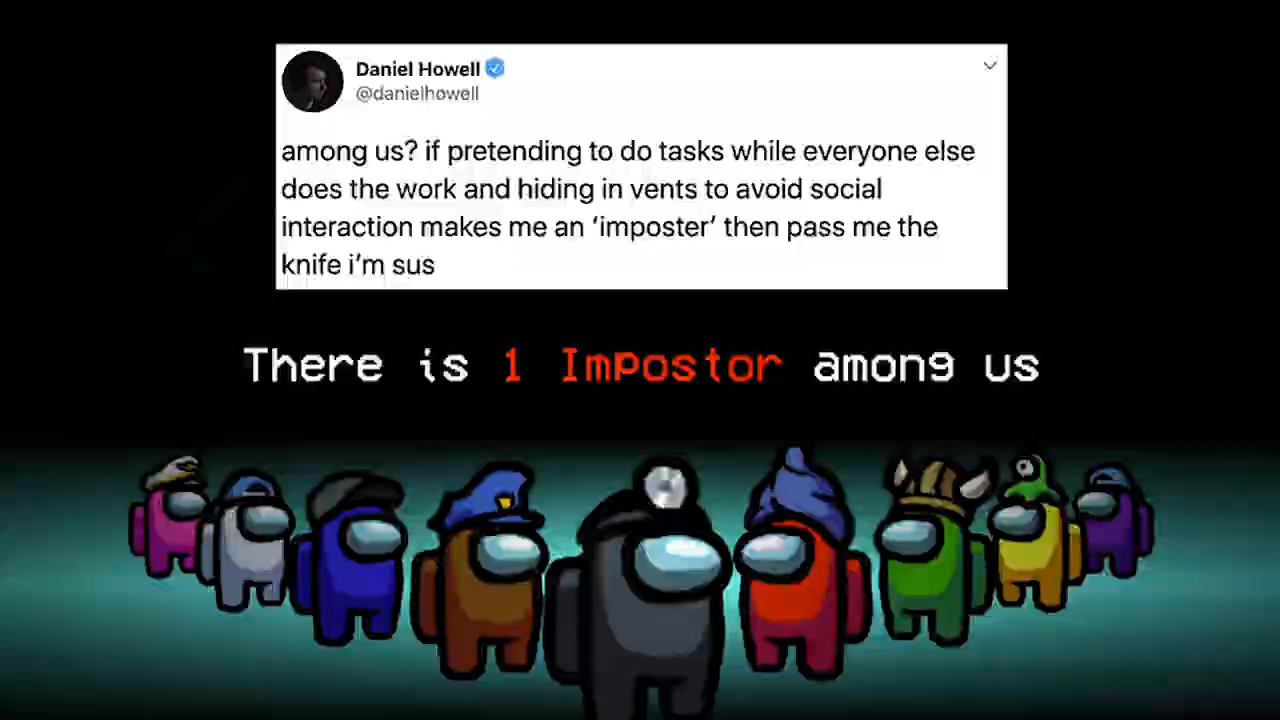 Daniel Howell
@danielhowell
among us? if pretending to do tasks while everyone else
does the work and hiding in vents to avoid social
interaction makes me an ‘imposter’ then pass me the
knife i’m sus
There is 1 Impostor among us